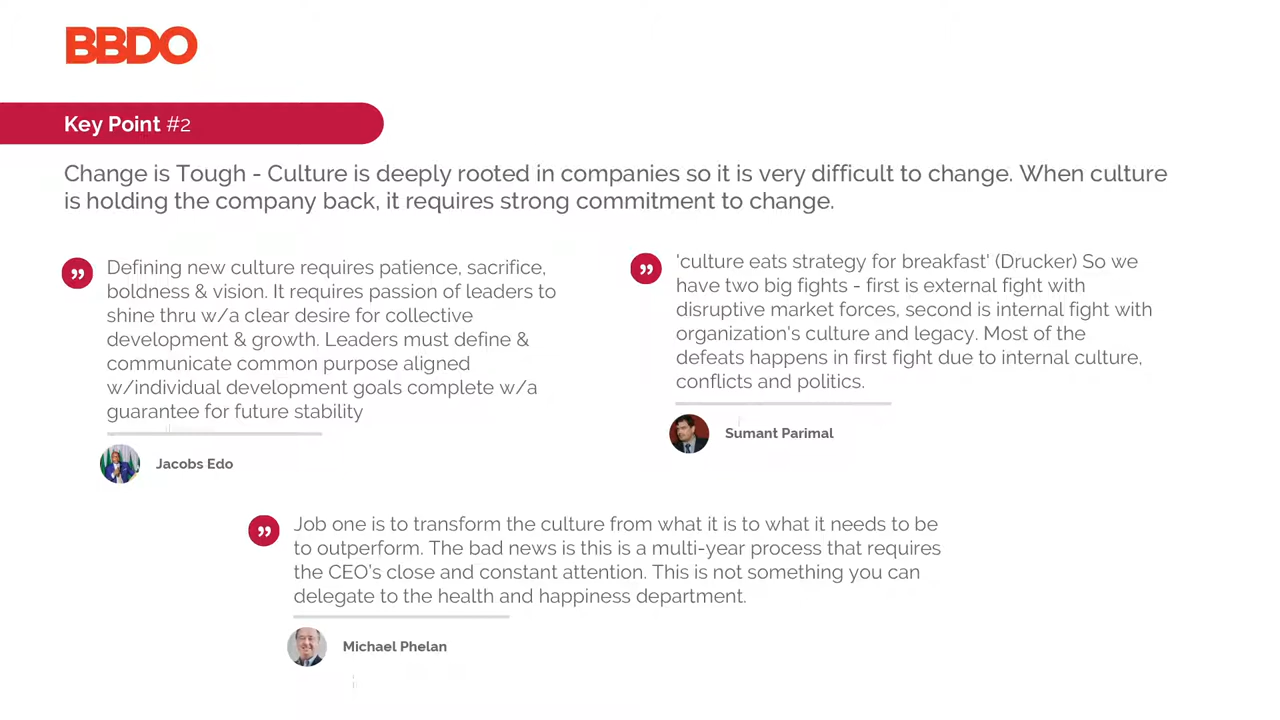 BBDO
Key Point #2
Change is Tough - Culture is deeply rooted in companies so it is very difficult to change. When culture
is holding the company back, it requires strong commitment to change.
Defining new culture requires patience, sacrifice,
boldness & vision. It requires passion of leaders to
shine thru w/a clear desire for collective
development & growth. Leaders must define &
communicate common purpose aligned
w/individual development goals complete w/a
guarantee for future stability
Jacobs Edo
'culture eats strategy for breakfast' (Drucker) So we
have two big fights - first is external fight with
disruptive market forces, second is internal fight with
organization's culture and legacy. Most of the
defeats happens in first fight due to internal culture,
conflicts and politics.
Sumant Parimal
Job one is to transform the culture from what it is to what it needs to be
to outperform. The bad news is this is a multi-year process that requires
the CEO's close and constant attention. This is not something you can
delegate to the health and happiness department.
Michael Phelan